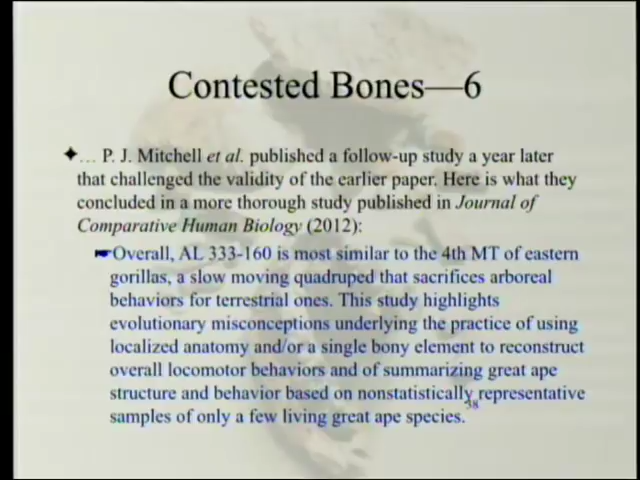 Contested Bones—6
✦… P. J. Mitchell et al. published a follow-up study a year later
that challenged the validity of the earlier paper. Here is what they
concluded in a more thorough study published in Journal of
Comparative Human Biology (2012):
☛Overall, AL 333-160 is most similar to the 4th MT of eastern
gorillas, a slow moving quadruped that sacrifices arboreal
behaviors for terrestrial ones. This study highlights
evolutionary misconceptions underlying the practice of using
localized anatomy and/or a single bony element to reconstruct
overall locomotor behaviors and of summarizing great ape
structure and behavior based on nonstatistically representative
samples of only a few living great ape species.38